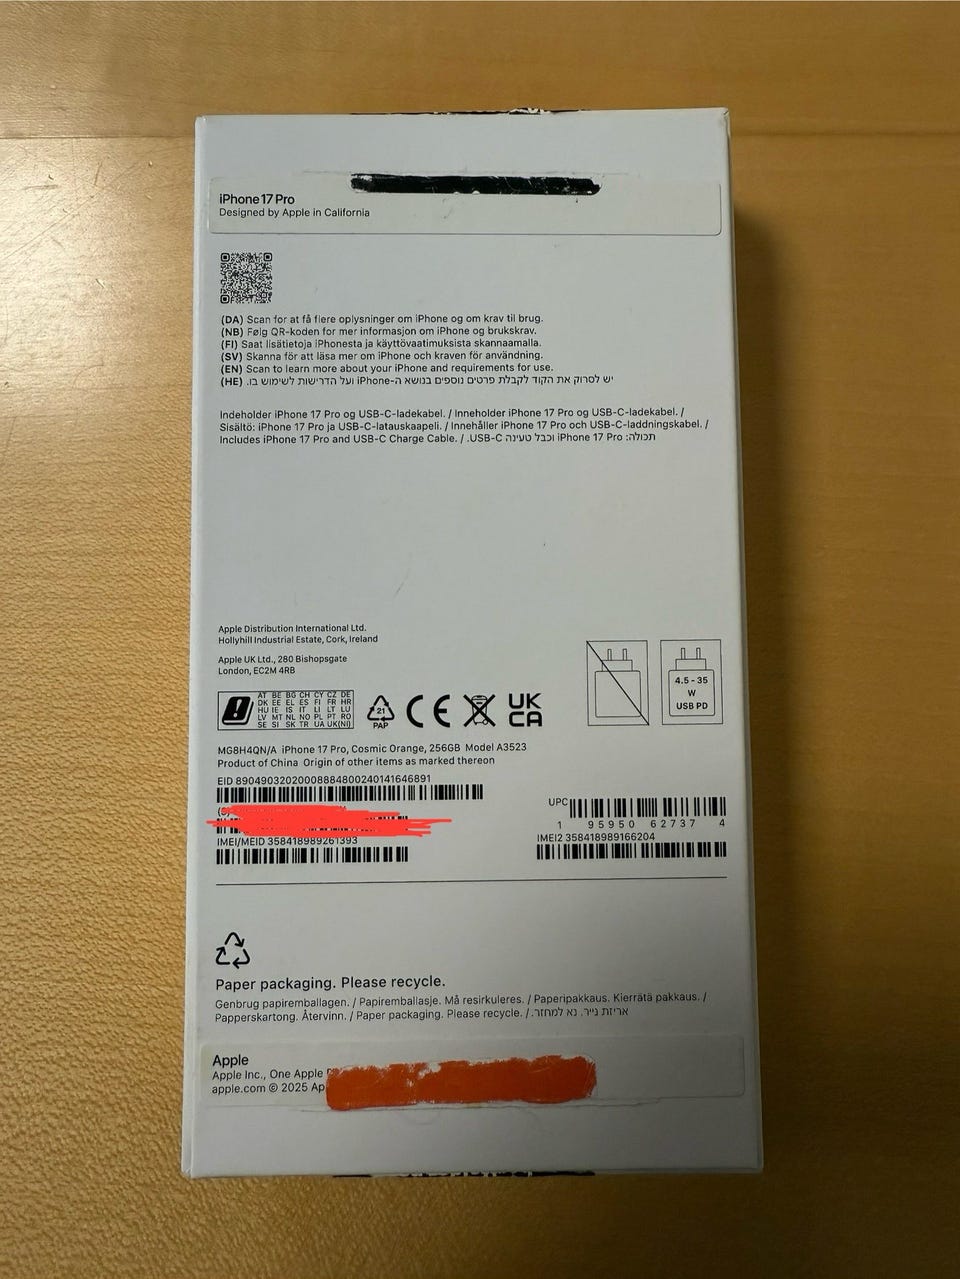 iPhone 17 Pro
Designed by Apple in California
(DA) Scan for at få flere oplysninger om iPhone og om krav til brug.
(NB) Følg QR-koden for mer informasjon om iPhone og brukskrav.
(FI) Saat lisätietoja iPhonesta ja käyttövaatimuksista skannaamalla.
(SV) Skanna för att läsa mer om iPhone och kraven för användning.
(EN) Scan to learn more about your iPhone and requirements for use.
(HE) יש לסרוק את הקוד לקבלת פרטים נוספים בנושא ה-iPhone ועל הדרישות לשימוש בו.
Indeholder iPhone 17 Pro og USB-C-ladekabel. / Inneholder iPhone 17 Pro og USB-C-ladekabel. /
Sisältö: iPhone 17 Pro ja USB-C-latauskaapeli. / Innehåller iPhone 17 Pro och USB-C-laddningskabel. /
Includes iPhone 17 Pro and USB-C Charge Cable. / תכולה: iPhone 17 Pro וכבל טעינה USB-C.
Apple Distribution International Ltd.
Hollyhill Industrial Estate, Cork, Ireland
Apple UK Ltd., 280 Bishopsgate
London, EC2M 4RB
4.5 - 35
W
USB PD
AT BE BG CH CY CZ DE
DK EE EL ES FI FR HR
HU IE IS IT LI LT LU
LV MT NL NO PL PT RO
SE SI SK TR UA UK(NI)
21
PAP
CE
UK
CA
MG8H4QN/A iPhone 17 Pro, Cosmic Orange, 256GB Model A3523
Product of China Origin of other items as marked thereon
EID 89049032020008884800240141646891
UPC
1 95950 62737 4
IMEI/MEID 358418989261393
IMEI2 358418989166204
Paper packaging. Please recycle.
Genbrug papiremballagen. / Papiremballasje. Må resirkuleres. / Paperipakkaus. Kierrätä pakkaus. /
Papperskartong. Återvinn. / Paper packaging. Please recycle. / אריזת נייר. נא למחזר.
Apple
Apple Inc., One Apple
apple.com © 2025